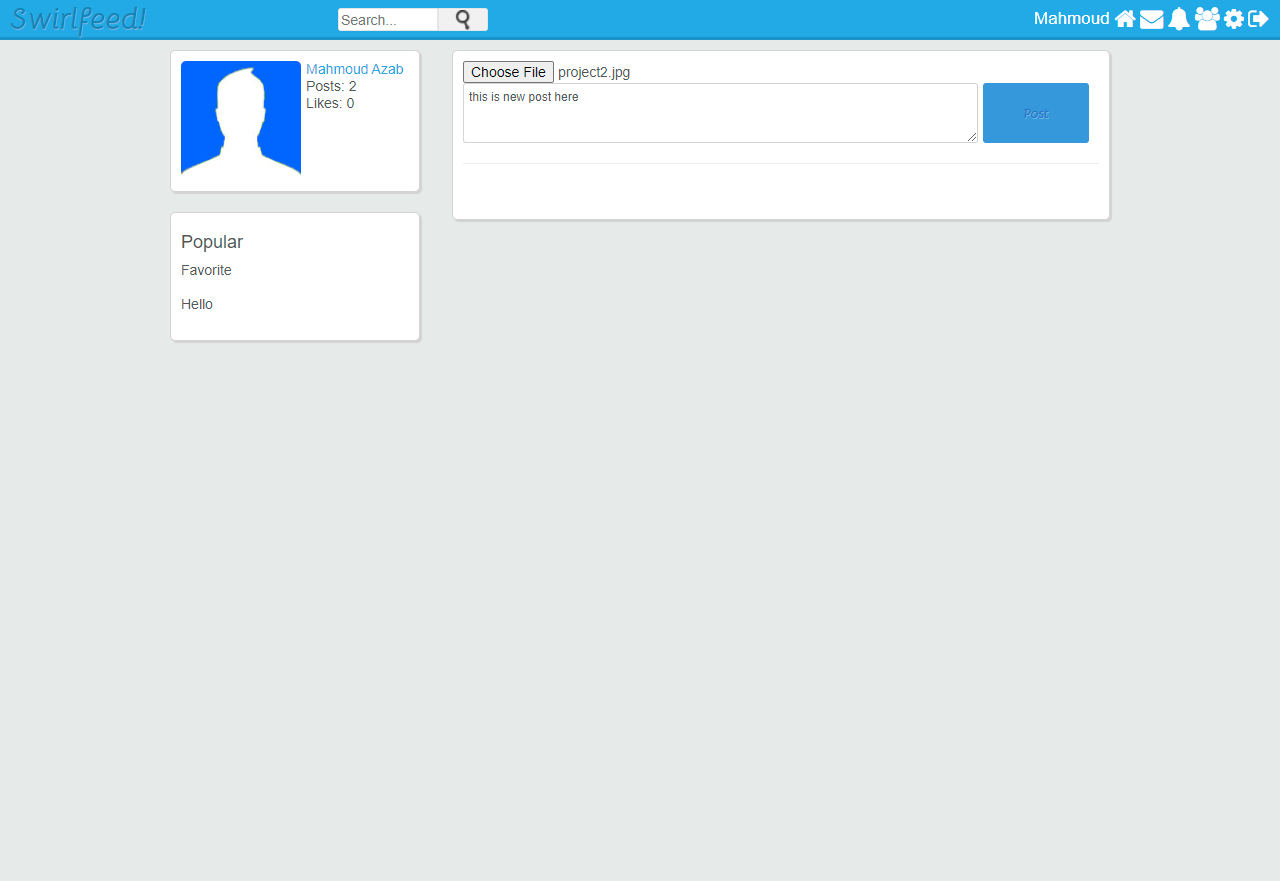 Swirlfeed!
Search...
Mahmoud
Mahmoud Azab
Posts: 2
Likes: 0
Popular
Favorite
Hello
Choose File project2.jpg
this is new post here
Post